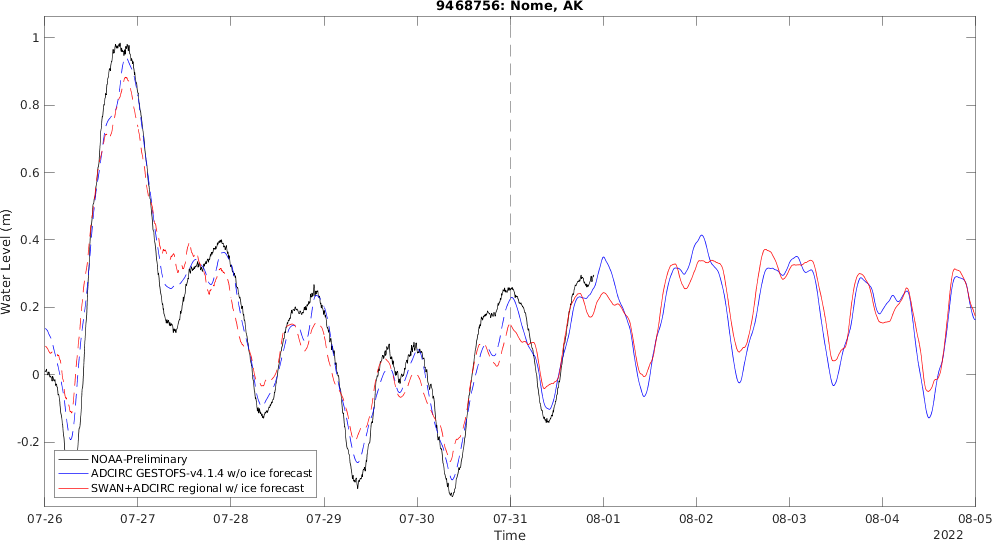 9468756: Nome, AK
Water Level (m)
1
0.8
0.6
0.4
0.2
0
-0.2
NOAA-Preliminary
ADCIRC GESTOFS-v4.1.4 w/o ice forecast
SWAN+ADCIRC regional w/ ice forecast
07-26 07-27 07-28 07-29 07-30 07-31 08-01 08-02 08-03 08-04 08-05
Time
2022